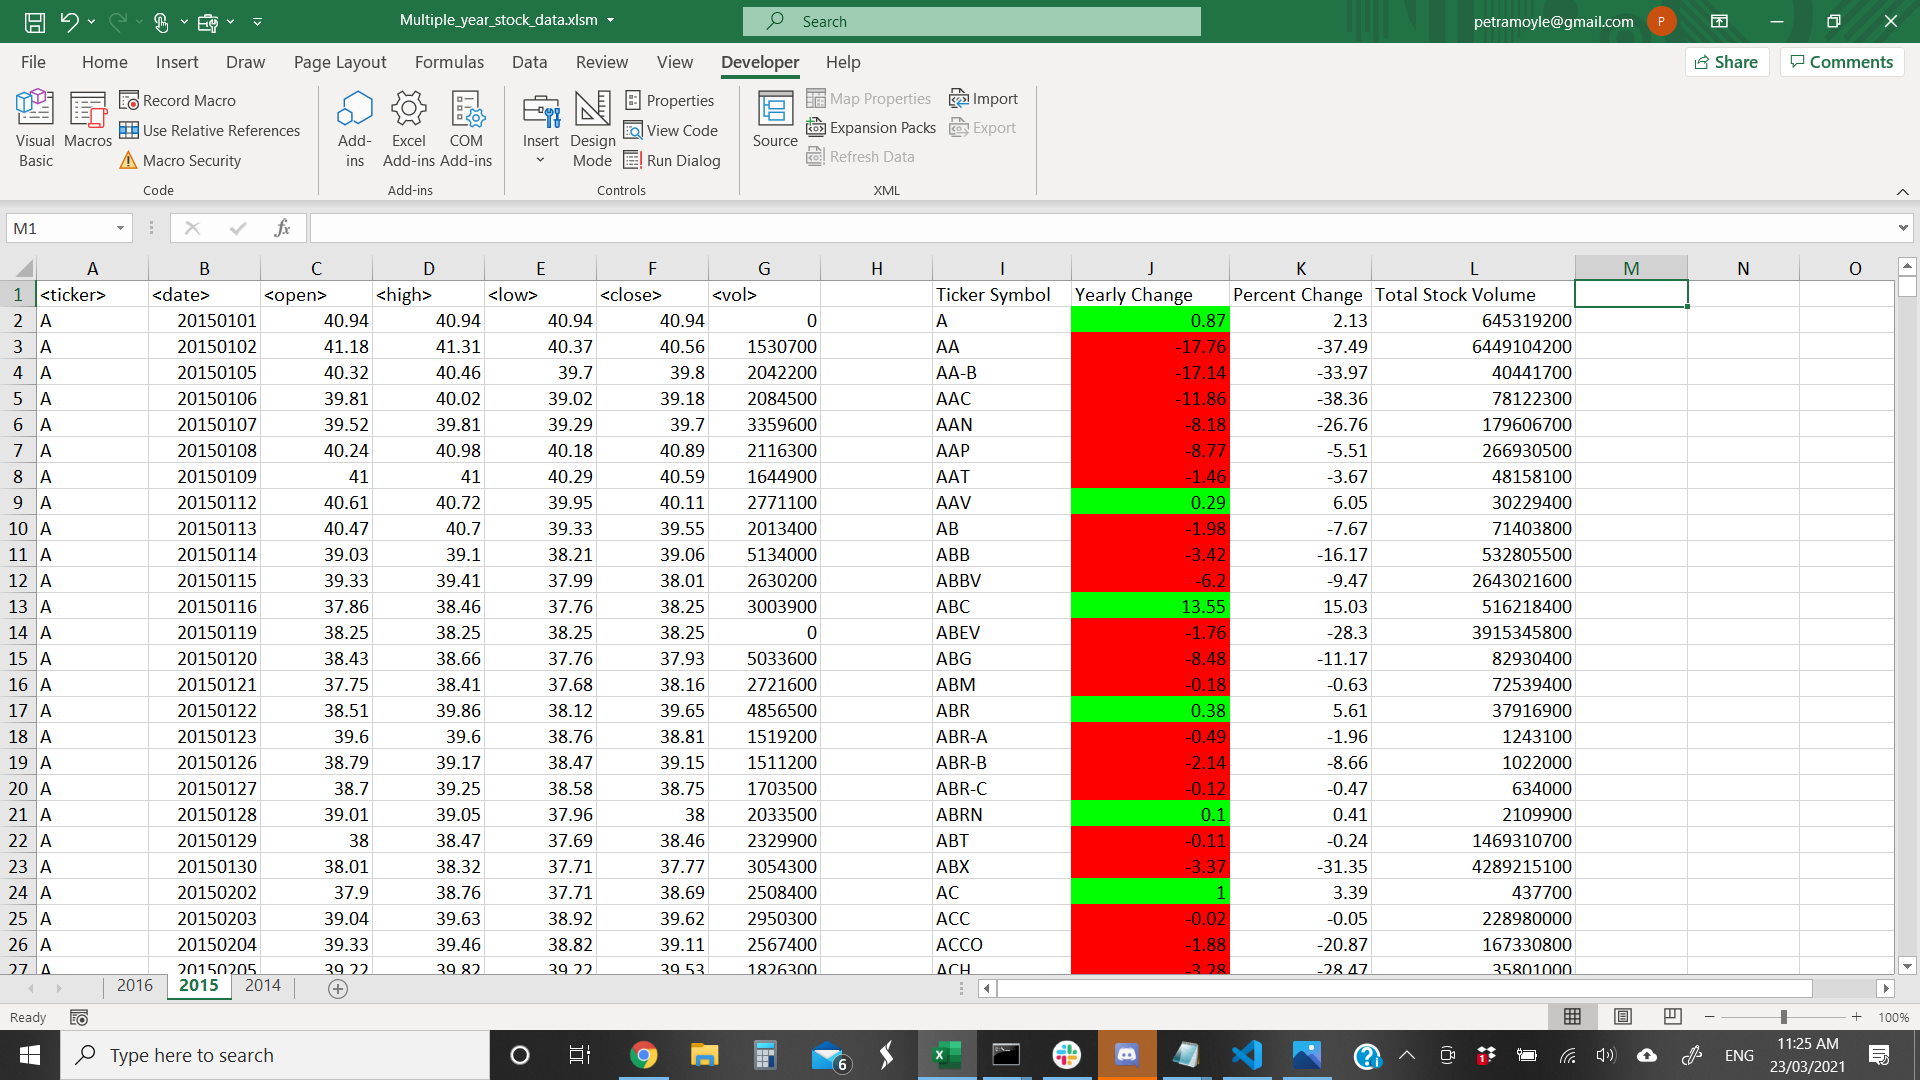 Multiple_year_stock_data.xlsm
Search
petramoyle@gmail.com
P
File Home Insert Draw Page Layout Formulas Data Review View Developer Help
Share Comments
Visual Basic
Macros
Record Macro
Use Relative References
Macro Security
Code
Add-ins
Excel Add-ins
COM Add-ins
Add-ins
Insert
Design Mode
Properties
View Code
Run Dialog
Controls
Source
Map Properties
Expansion Packs
Refresh Data
Import
Export
XML
M1
fx
A B C D E F G H I J K L M N O
1 <ticker> <date> <open> <high> <low> <close> <vol> Ticker Symbol Yearly Change Percent Change Total Stock Volume
2 A 20150101 40.94 40.94 40.94 40.94 0 A 0.87 2.13 645319200
3 A 20150102 41.18 41.31 40.37 40.56 1530700 AA -17.76 -37.49 6449104200
4 A 20150105 40.32 40.46 39.7 39.8 2042200 AA-B -17.14 -33.97 40441700
5 A 20150106 39.81 40.02 39.02 39.18 2084500 AAC -11.86 -38.36 78122300
6 A 20150107 39.52 39.81 39.29 39.7 3359600 AAN -8.18 -26.76 179606700
7 A 20150108 40.24 40.98 40.18 40.89 2116300 AAP -8.77 -5.51 266930500
8 A 20150109 41 41 40.29 40.59 1644900 AAT -1.46 -3.67 48158100
9 A 20150112 40.61 40.72 39.95 40.11 2771100 AAV 0.29 6.05 30229400
10 A 20150113 40.47 40.7 39.33 39.55 2013400 AB -1.98 -7.67 71403800
11 A 20150114 39.03 39.1 38.21 39.06 5134000 ABB -3.42 -16.17 532805500
12 A 20150115 39.33 39.41 37.99 38.01 2630200 ABBV -6.2 -9.47 2643021600
13 A 20150116 37.86 38.46 37.76 38.25 3003900 ABC 13.55 15.03 516218400
14 A 20150119 38.25 38.25 38.25 38.25 0 ABEV -1.76 -28.3 3915345800
15 A 20150120 38.43 38.66 37.76 37.93 5033600 ABG -8.48 -11.17 82930400
16 A 20150121 37.75 38.41 37.68 38.16 2721600 ABM -0.18 -0.63 72539400
17 A 20150122 38.51 39.86 38.12 39.65 4856500 ABR 0.38 5.61 37916900
18 A 20150123 39.6 39.6 38.76 38.81 1519200 ABR-A -0.49 -1.96 1243100
19 A 20150126 38.79 39.17 38.47 39.15 1511200 ABR-B -2.14 -8.66 1022000
20 A 20150127 38.7 39.25 38.58 38.75 1703500 ABR-C -0.12 -0.47 634000
21 A 20150128 39.01 39.05 37.96 38 2033500 ABRN 0.1 0.41 2109900
22 A 20150129 38 38.47 37.69 38.46 2329900 ABT -0.11 -0.24 1469310700
23 A 20150130 38.01 38.32 37.71 37.77 3054300 ABX -3.37 -31.35 4289215100
24 A 20150202 37.9 38.76 37.71 38.69 2508400 AC 1 3.39 437700
25 A 20150203 39.04 39.63 38.92 39.62 2950300 ACC -0.02 -0.05 228980000
26 A 20150204 39.33 39.46 38.82 39.11 2567400 ACCO -1.88 -20.87 167330800
27 A 20150205 39.22 39.82 39.22 39.53 1826300 ACH -3.28 -28.47 35801000
2016 2015 2014
Ready
100%
Type here to search
6
1
ENG
11:25 AM
23/03/2021